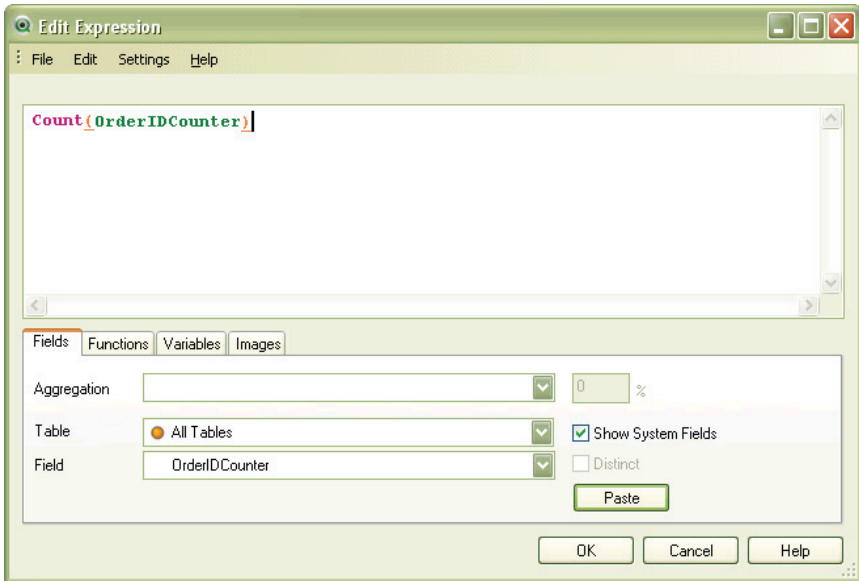 Edit Expression
File Edit Settings Help
Count(OrderIDCounter)
Fields Functions Variables Images
Aggregation 0 %
Table All Tables Show System Fields
Field OrderIDCounter Distinct
Paste
OK Cancel Help